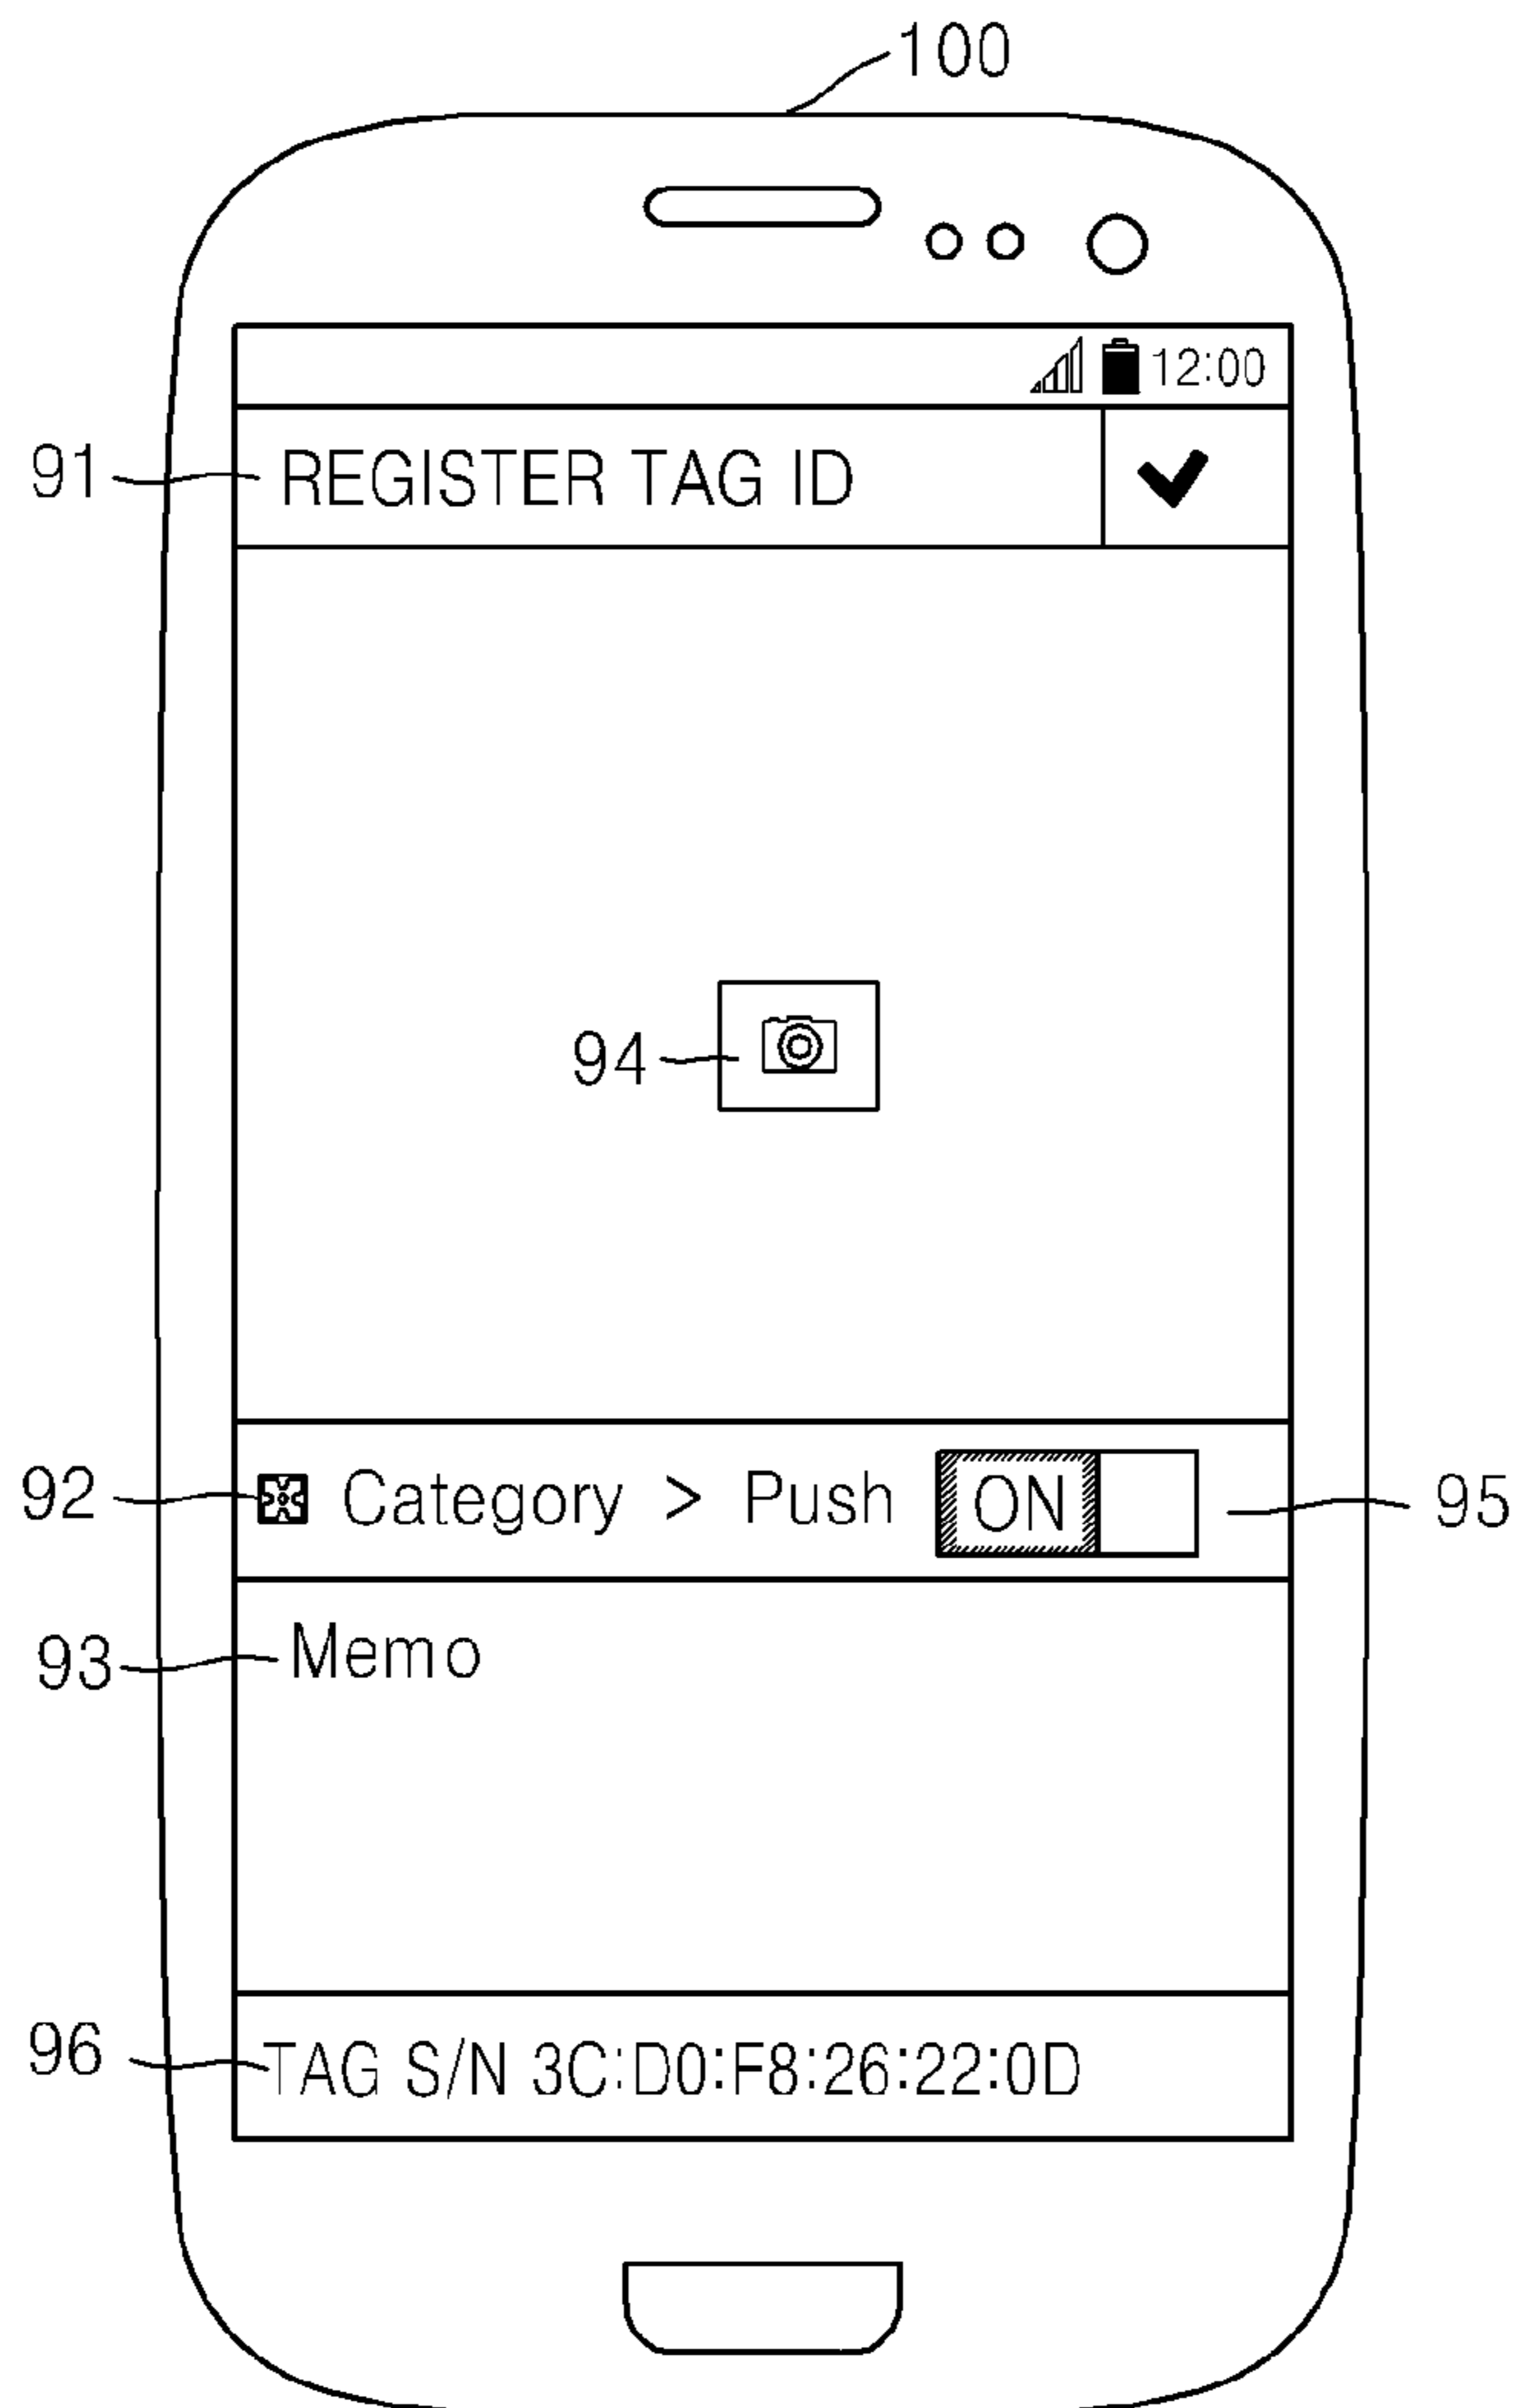 100
12:00
91 REGISTER TAG ID
94
92 Category > Push ON 95
93 Memo
96 TAG S/N 3C:D0:F8:26:22:0D